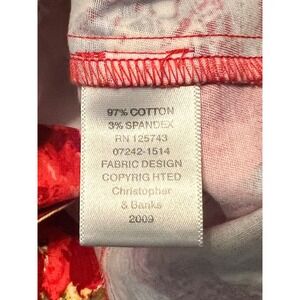 97% COTTON
3% SPANDEX
RN 125743
07242-1514
FABRIC DESIGN
COPYRIGHTED
Christopher
& Banks
2009